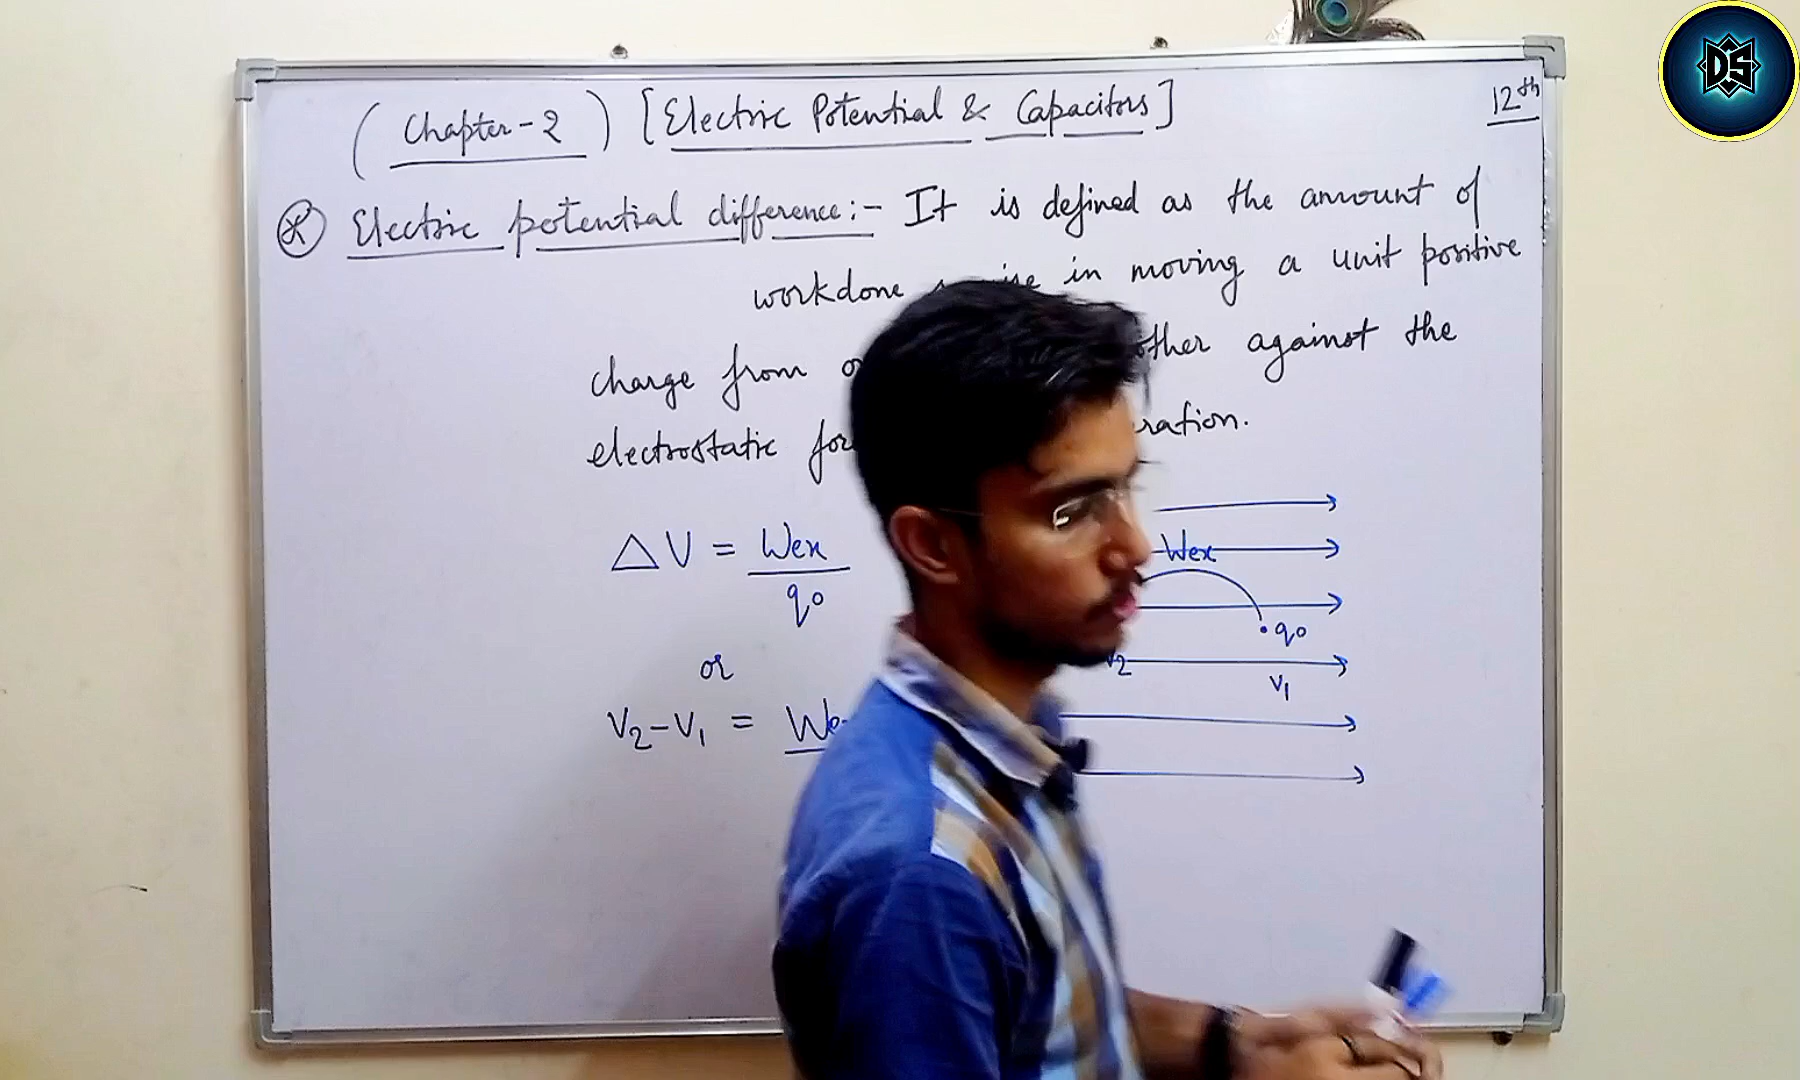 (Chapter-2) [Electric Potential & Capacitors]
12th
Electric potential difference:- It is defined as the amount of
workdone in moving a unit positive
charge from other against the
electrostatic
ΔV = Wex
q0
or
V2-V1 =
Wex
q0
V2
V1
DS